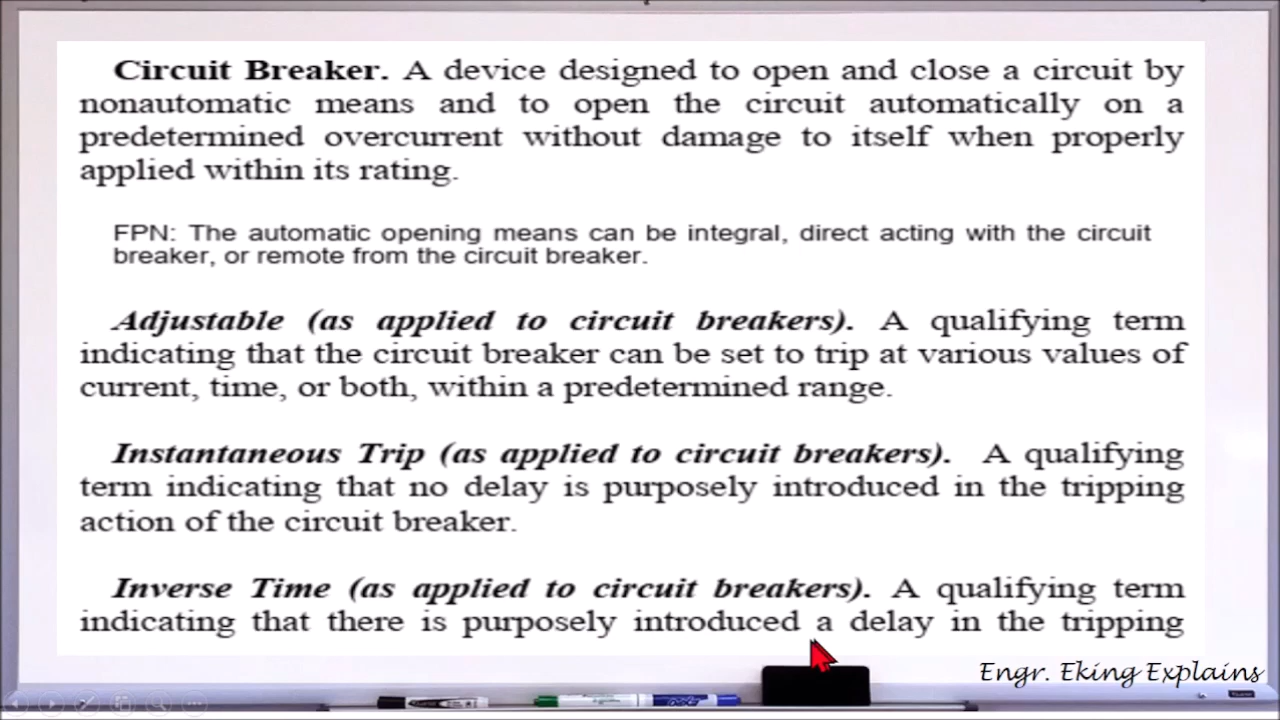 Circuit Breaker. A device designed to open and close a circuit by
nonautomatic means and to open the circuit automatically on a
predetermined overcurrent without damage to itself when properly
applied within its rating.
FPN: The automatic opening means can be integral, direct acting with the circuit
breaker, or remote from the circuit breaker.
Adjustable (as applied to circuit breakers). A qualifying term
indicating that the circuit breaker can be set to trip at various values of
current, time, or both, within a predetermined range.
Instantaneous Trip (as applied to circuit breakers). A qualifying
term indicating that no delay is purposely introduced in the tripping
action of the circuit breaker.
Inverse Time (as applied to circuit breakers). A qualifying term
indicating that there is purposely introduced a delay in the tripping
Engr. Eking Explains